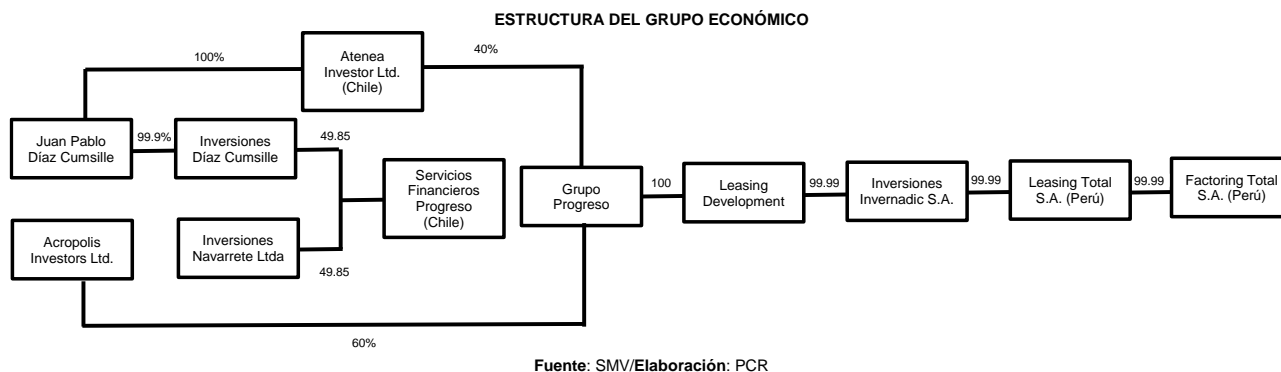 ESTRUCTURA DEL GRUPO ECONÓMICO
100%
Atenea
Investor Ltd.
(Chile)
40%
Juan Pablo
Díaz Cumsille
99.9%
Inversiones
Díaz Cumsille
49.85
Servicios
Financieros
Progreso
(Chile)
Grupo
Progreso
100
Leasing
Development
99.99
Inversiones
Invernadic S.A.
99.99
Leasing Total
S.A. (Perú)
99.99
Factoring Total
S.A. (Perú)
Acropolis
Investors Ltd.
Inversiones
Navarrete Ltda
49.85
60%
Fuente: SMV/Elaboración: PCR